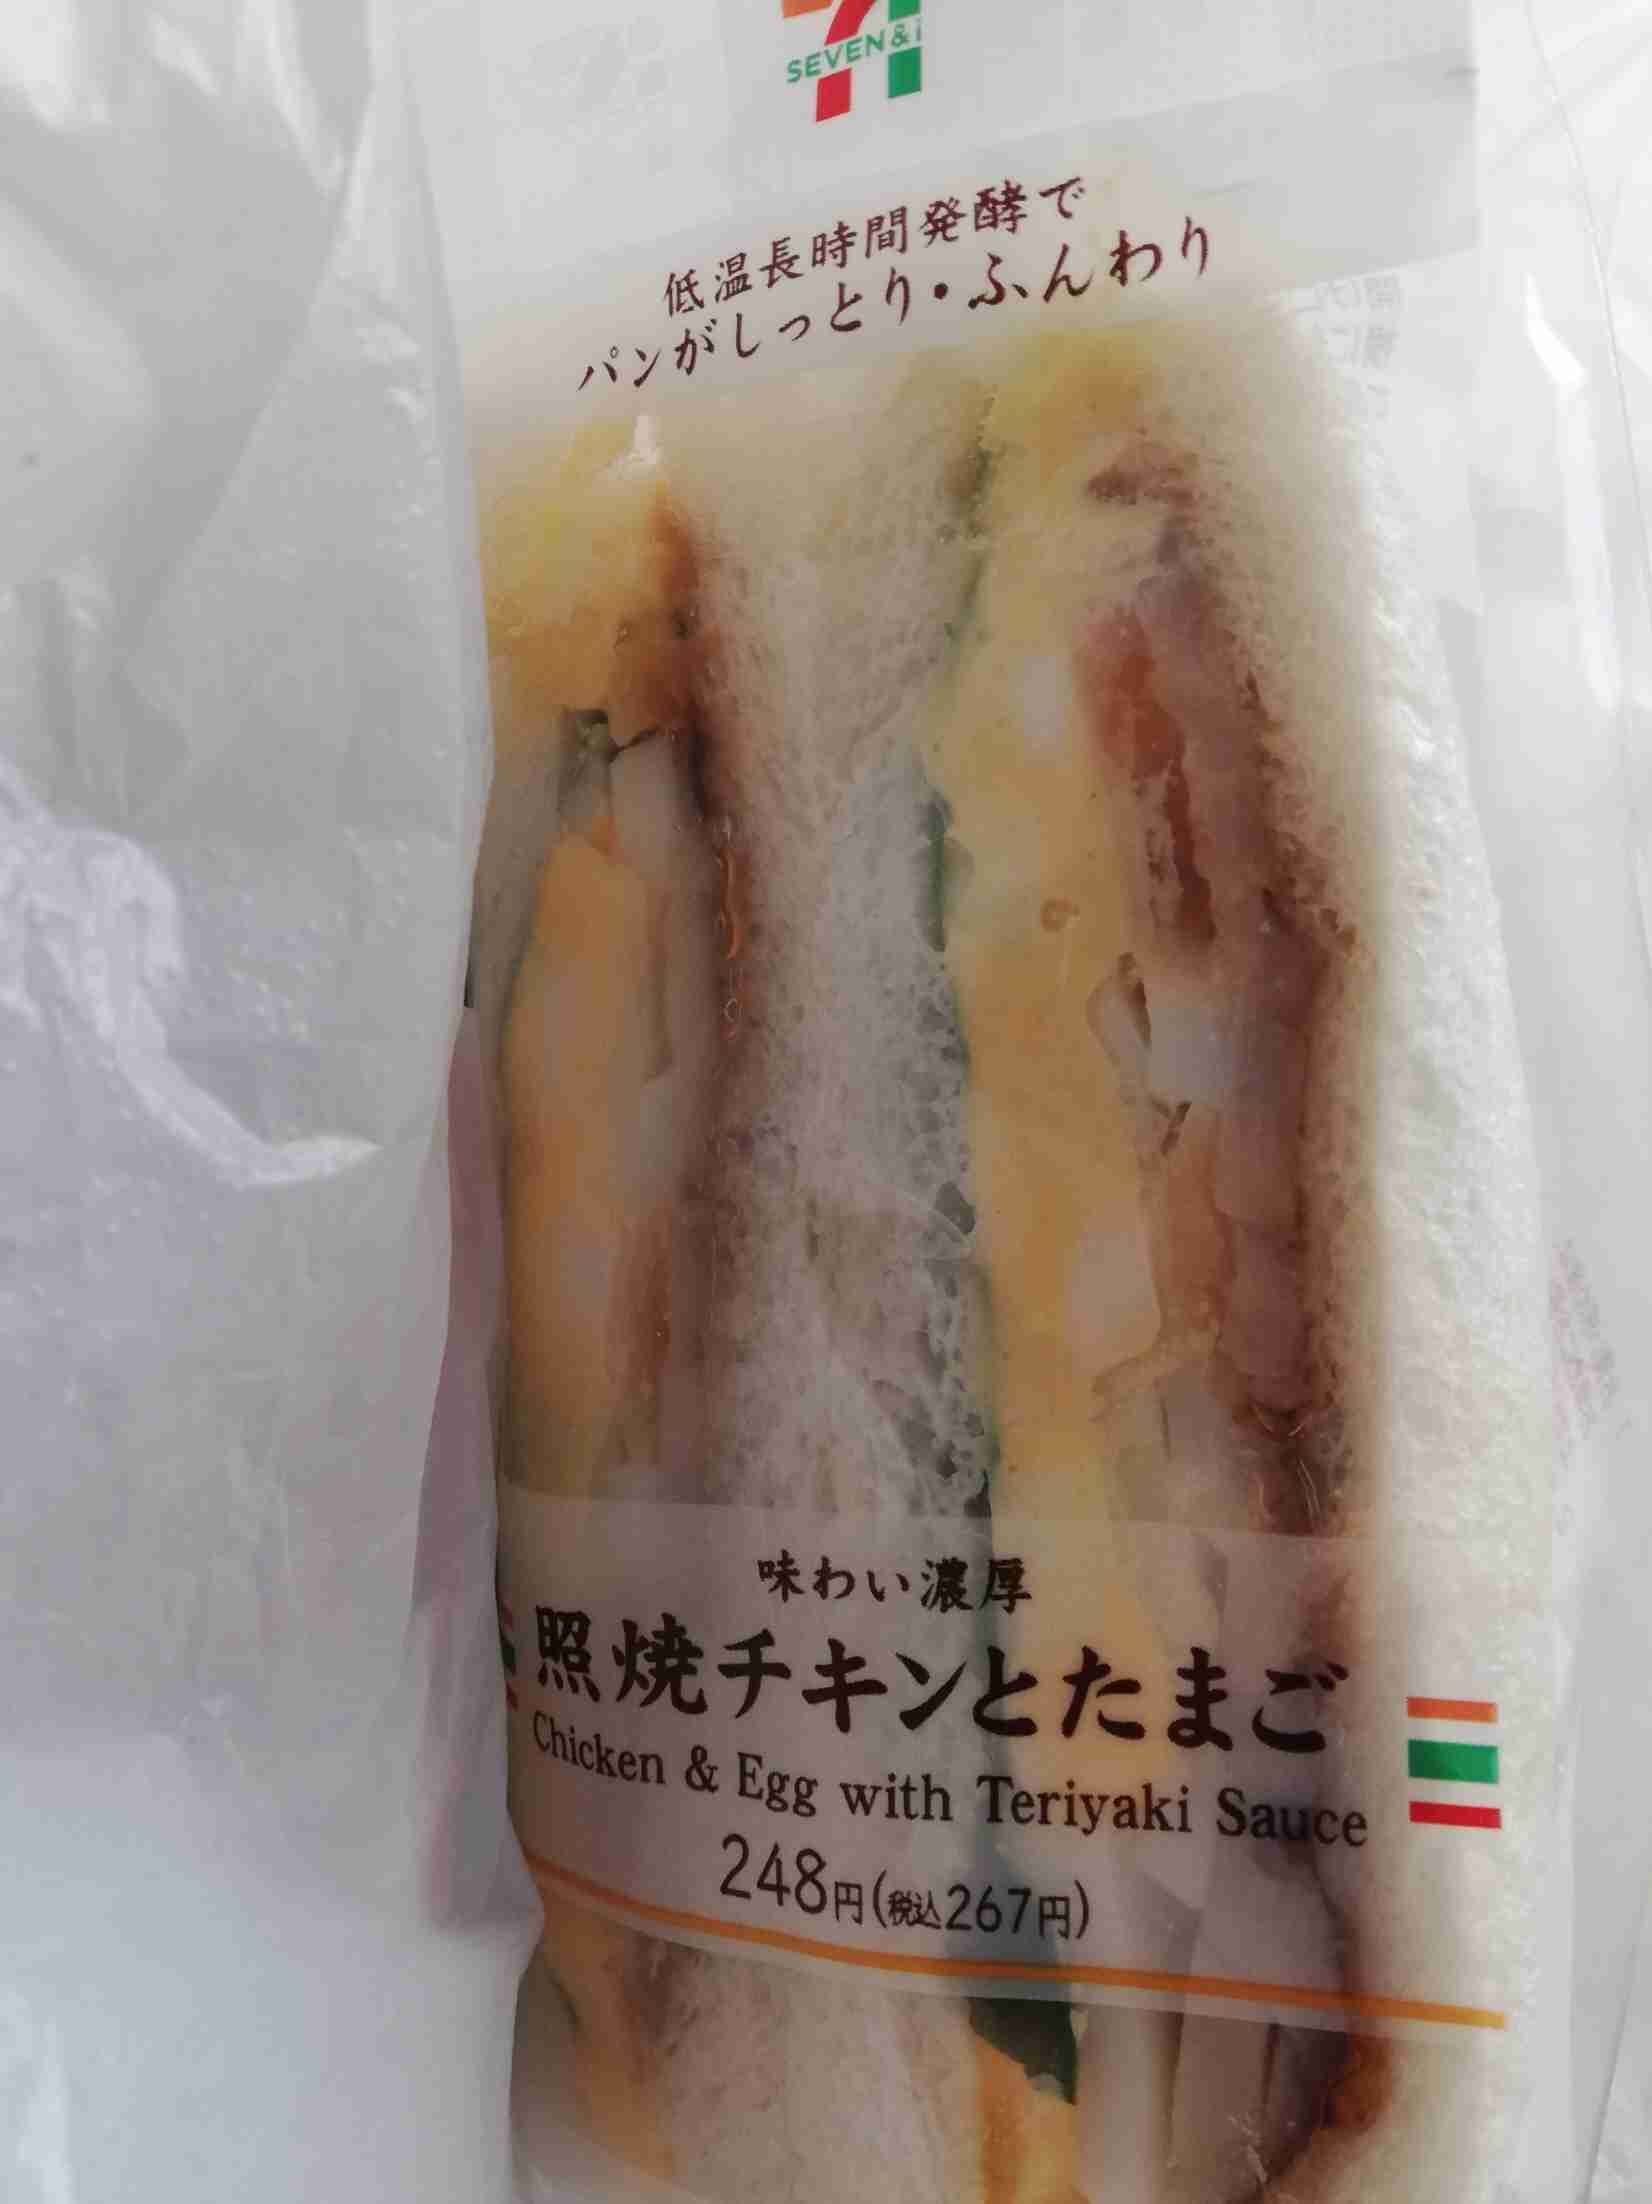 SEVEN & i
低温長時間発酵で
パンがしっとり・ふんわり
味わい濃厚
照焼チキンとたまご
Chicken & Egg with Teriyaki Sauce
248円(税込267円)